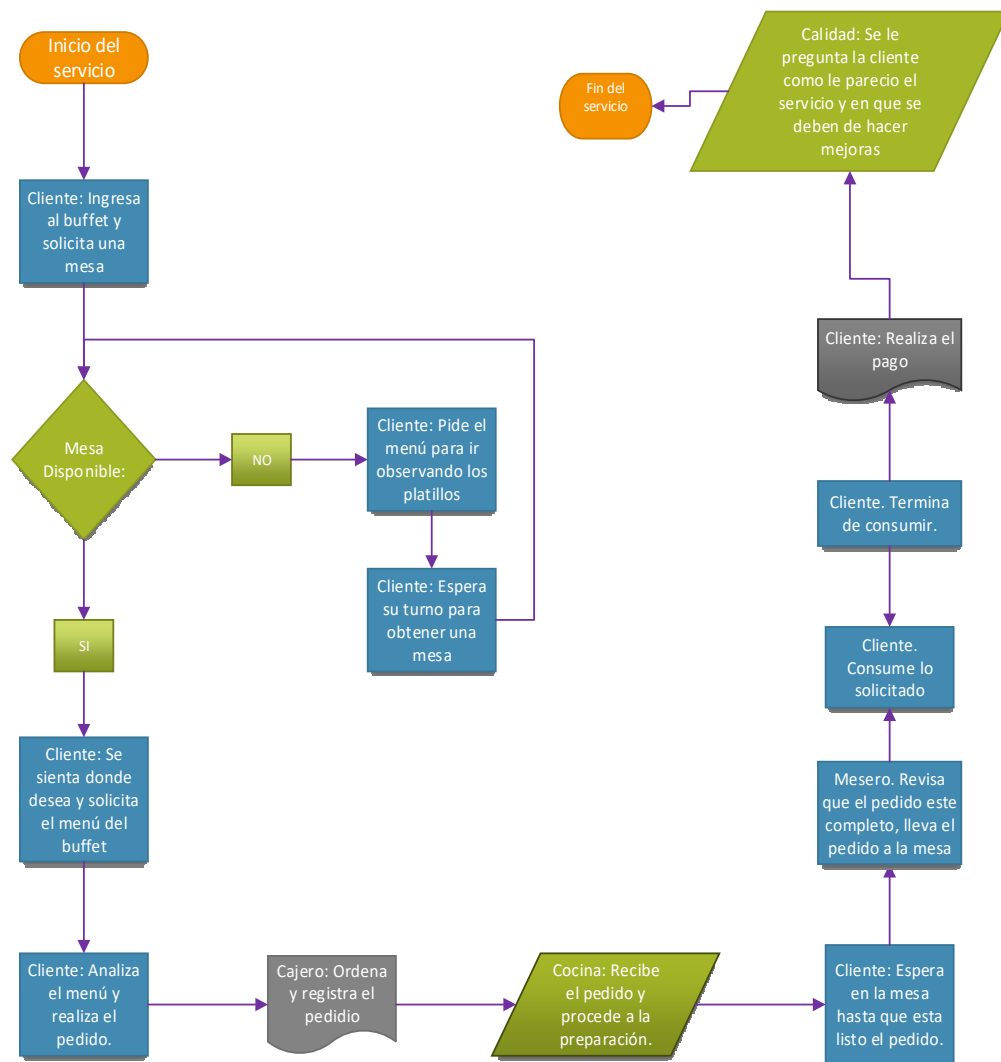 Inicio del
servicio
Cliente: Ingresa
al buffet y
solicita una
mesa
Mesa
Disponible:
NO
Cliente: Pide el
menú para ir
observando los
platillos
Cliente: Espera
su turno para
obtener una
mesa
SI
Cliente: Se
sienta donde
desea y solicita
el menú del
buffet
Cliente: Analiza
el menú y
realiza el
pedido.
Cajero: Ordena
y registra el
pedidio
Cocina: Recibe
el pedido y
procede a la
preparación.
Cliente: Espera
en la mesa
hasta que esta
listo el pedido.
Mesero. Revisa
que el pedido este
completo, lleva el
pedido a la mesa
Cliente.
Consume lo
solicitado
Cliente. Termina
de consumir.
Cliente: Realiza el
pago
Calidad: Se le
pregunta la cliente
como le parecio el
servicio y en que se
deben de hacer
mejoras
Fin del
servicio